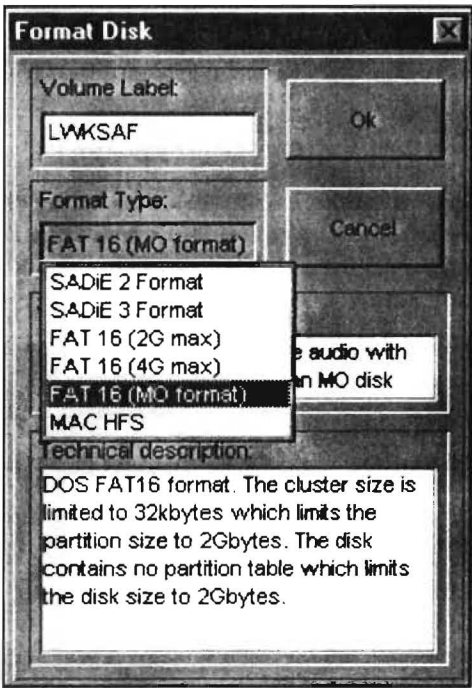 Format Disk
Volume Label:
LWKSAF
Ok
Format Type:
FAT 16 (MO format)
Cancel
SADiE 2 Format
SADiE 3 Format
FAT 16 (2G max)
FAT 16 (4G max)
FAT 16 (MO format)
MAC HFS
audio with
MO disk
Technical description:
DOS FAT16 format. The cluster size is
limited to 32kbytes which limits the
partition size to 2Gbytes. The disk
contains no partition table which limits
the disk size to 2Gbytes.